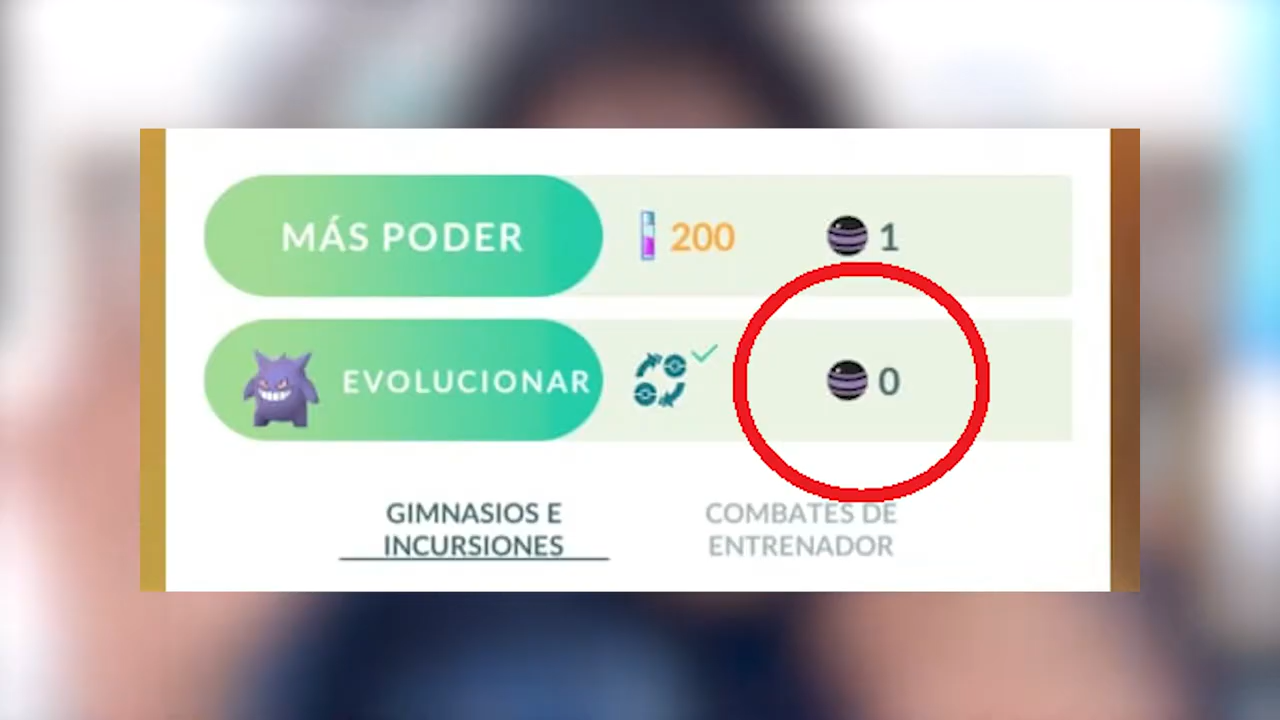 MÁS PODER 200 1
EVOLUCIONAR 0
GIMNASIOS E
INCURSIONES
COMBATES DE
ENTRENADOR